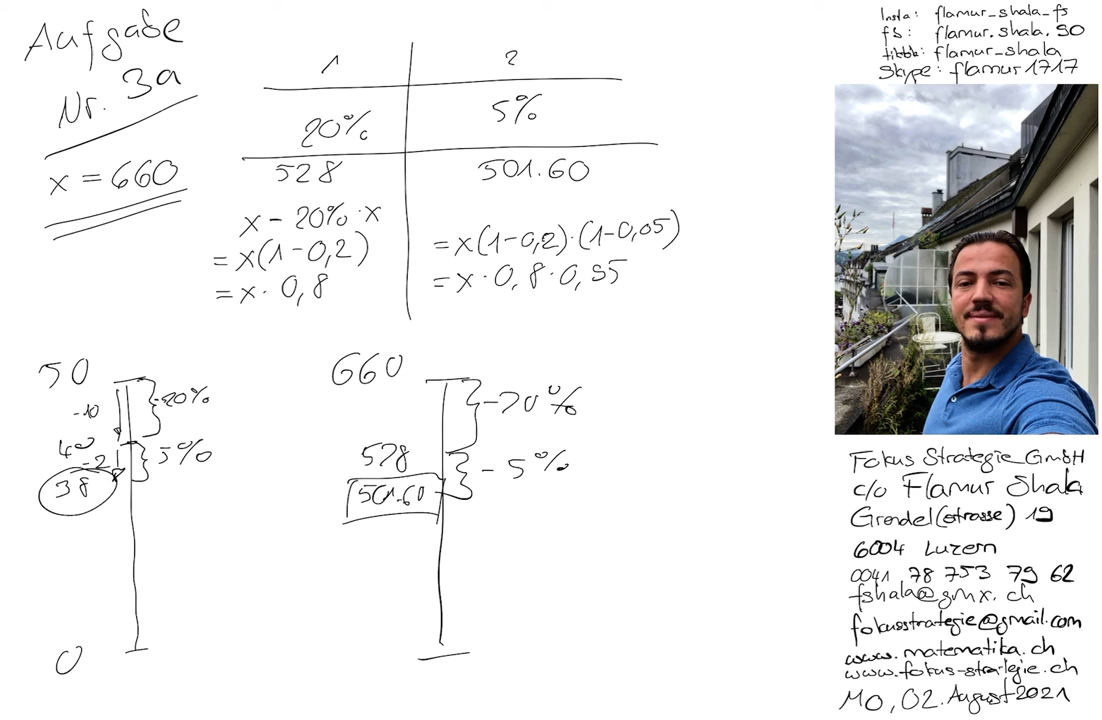 Aufgabe
Nr. 3a
x = 660
1 2
20% 5%
528 501.60
x - 20% · x
= x(1-0,2)
= x · 0,8
= x(1-0,2)·(1-0,05)
= x · 0,8 · 0,95
50
-20%
-10
40
-2
5%
38
0
660
-20%
528
-5%
501.60
Insta: flamur_shala_fs
fb: flamur.shala.90
tiktok: flamur_shala
Skype: flamur1717
Fokus Strategie GmbH
c/o Flamur Shala
Grendel(strasse) 19
6004 Luzern
0041 78 753 79 62
fshala@gmx.ch
fokusstrategie@gmail.com
www.matematika.ch
www.fokus-strategie.ch
Mo, 02. August 2021